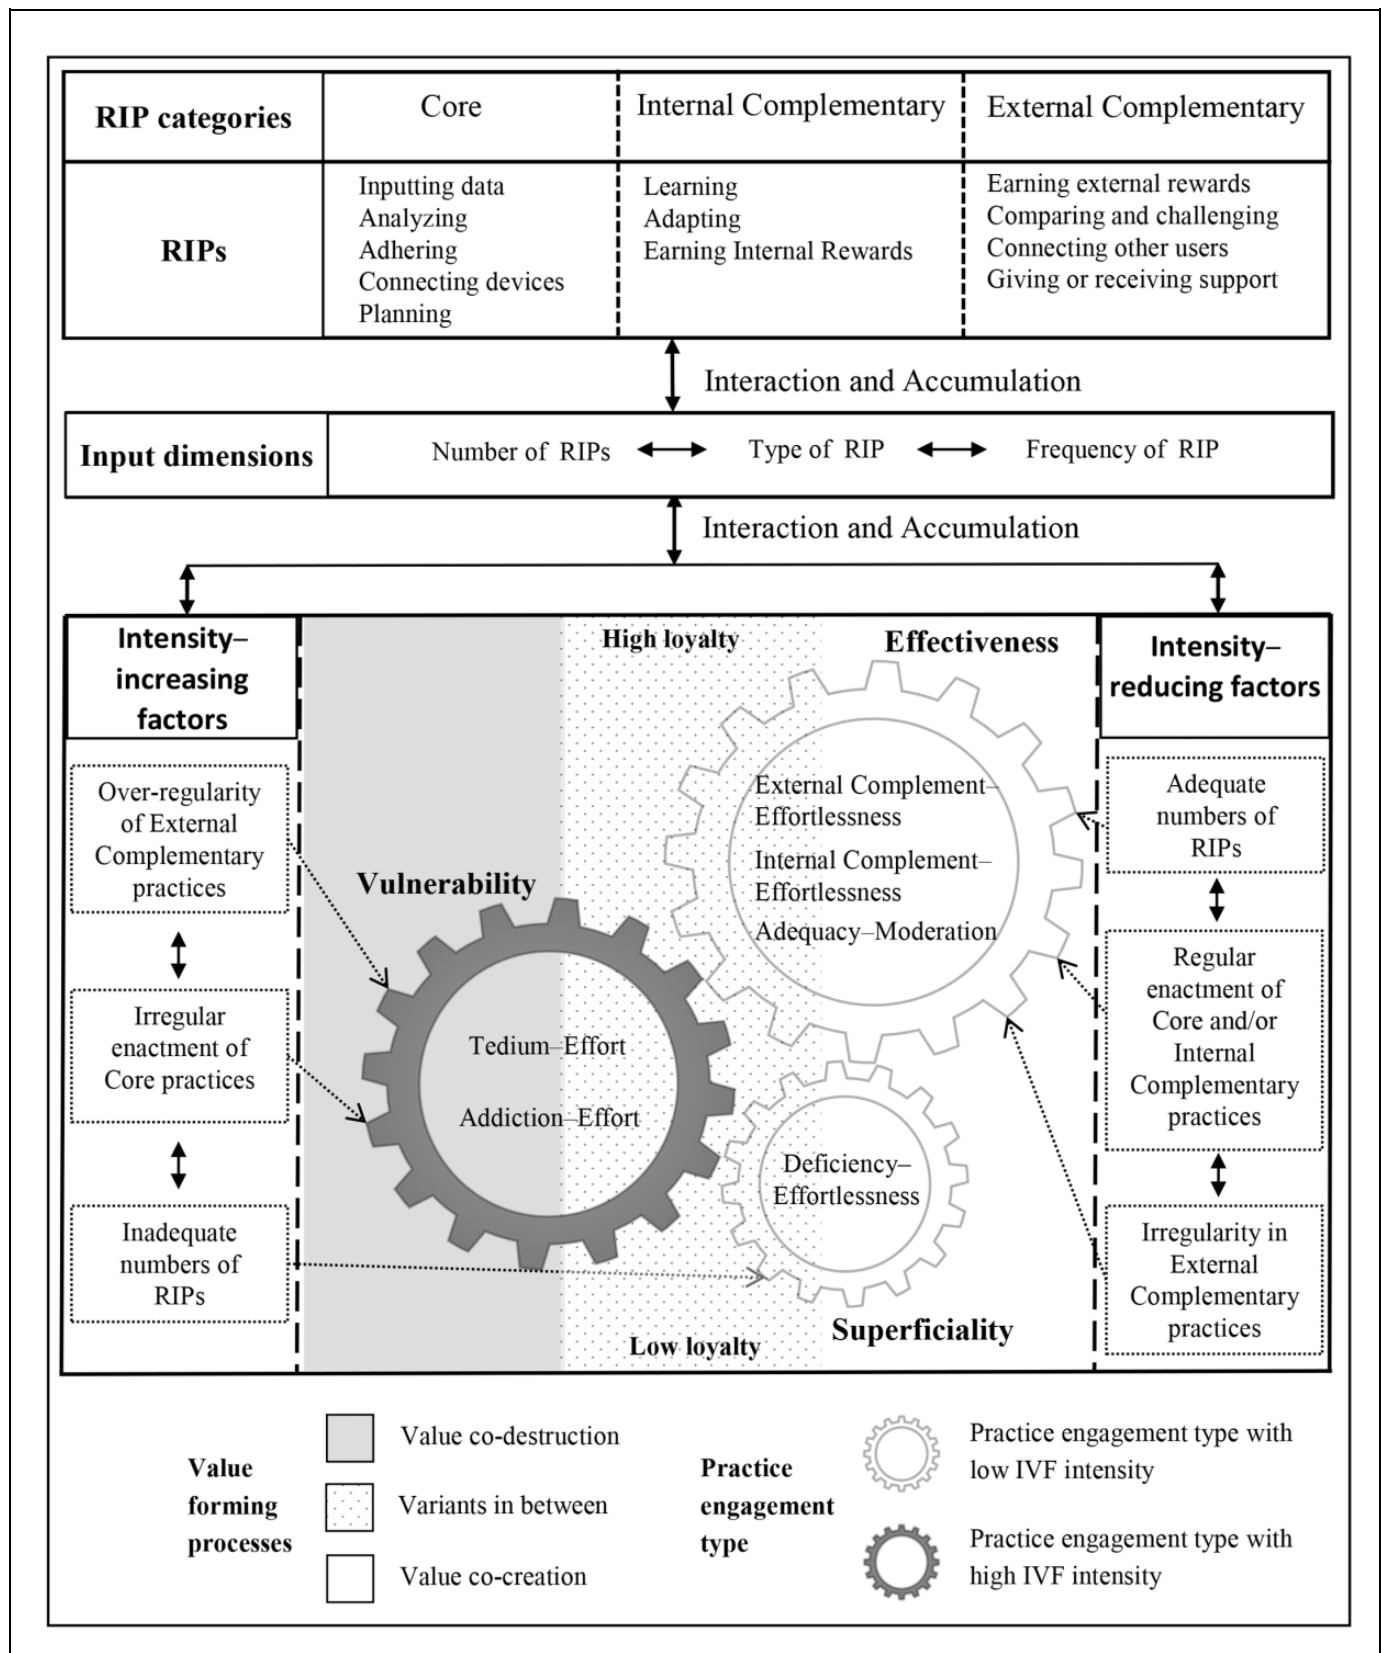 RIP categories
Core
Internal Complementary
External Complementary
RIPs
Inputting data
Analyzing
Adhering
Connecting devices
Planning
Learning
Adapting
Earning Internal Rewards
Earning external rewards
Comparing and challenging
Connecting other users
Giving or receiving support
Interaction and Accumulation
Input dimensions
Number of RIPs
Type of RIP
Frequency of RIP
Interaction and Accumulation
Intensity–
increasing
factors
Over-regularity
of External
Complementary
practices
Irregular
enactment of
Core practices
Inadequate
numbers of
RIPs
High loyalty
Effectiveness
External Complement–
Effortlessness
Internal Complement–
Effortlessness
Adequacy–Moderation
Vulnerability
Tedium–Effort
Addiction–Effort
Deficiency–
Effortlessness
Superficiality
Low loyalty
Intensity–
reducing factors
Adequate
numbers of
RIPs
Regular
enactment of
Core and/or
Internal
Complementary
practices
Irregularity in
External
Complementary
practices
Value
forming
processes
Value co-destruction
Variants in between
Value co-creation
Practice
engagement
type
Practice engagement type with
low IVF intensity
Practice engagement type with
high IVF intensity